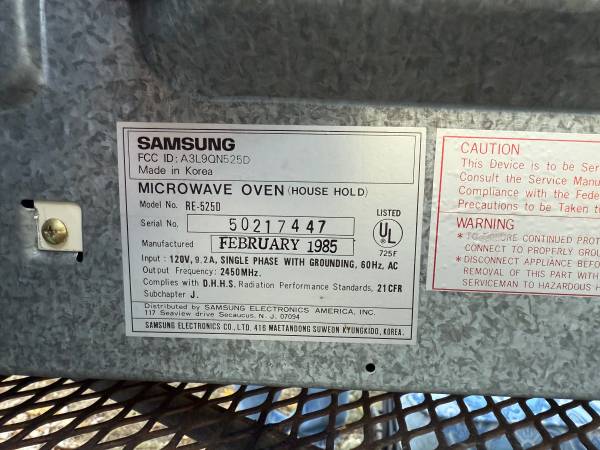 SAMSUNG
FCC ID: A3L9QN525D
Made in Korea
MICROWAVE OVEN (HOUSE HOLD)
Model No. RE-525D
Serial No. 50217447
Manufactured FEBRUARY 1985
LISTED
UL
®
725F
Input : 120V, 9.2A, SINGLE PHASE WITH GROUNDING, 60Hz, AC
Output Frequency: 2450MHz.
Complies with D.H.H.S. Radiation Performance Standards, 21 CFR
Subchapter J.
Distributed by SAMSUNG ELECTRONICS AMERICA, INC.
117 Seaview drive Secaucus, N. J. 07094
SAMSUNG ELECTRONICS CO., LTD. 416 MAETANDONG SUWEON KYUNGKIDO, KOREA.
CAUTION
This Device is to be Ser
Consult the Service Manu
Compliance with the Fede
Precautions to be Taken t
WARNING
* TO CONTINUED PROT
CONNECT TO PROPERLY GROU
* DISCONNECT APPLIANCE BEFO
REMOVAL OF THIS PART WITH
SERVICEMAN TO HAZARDOUS H